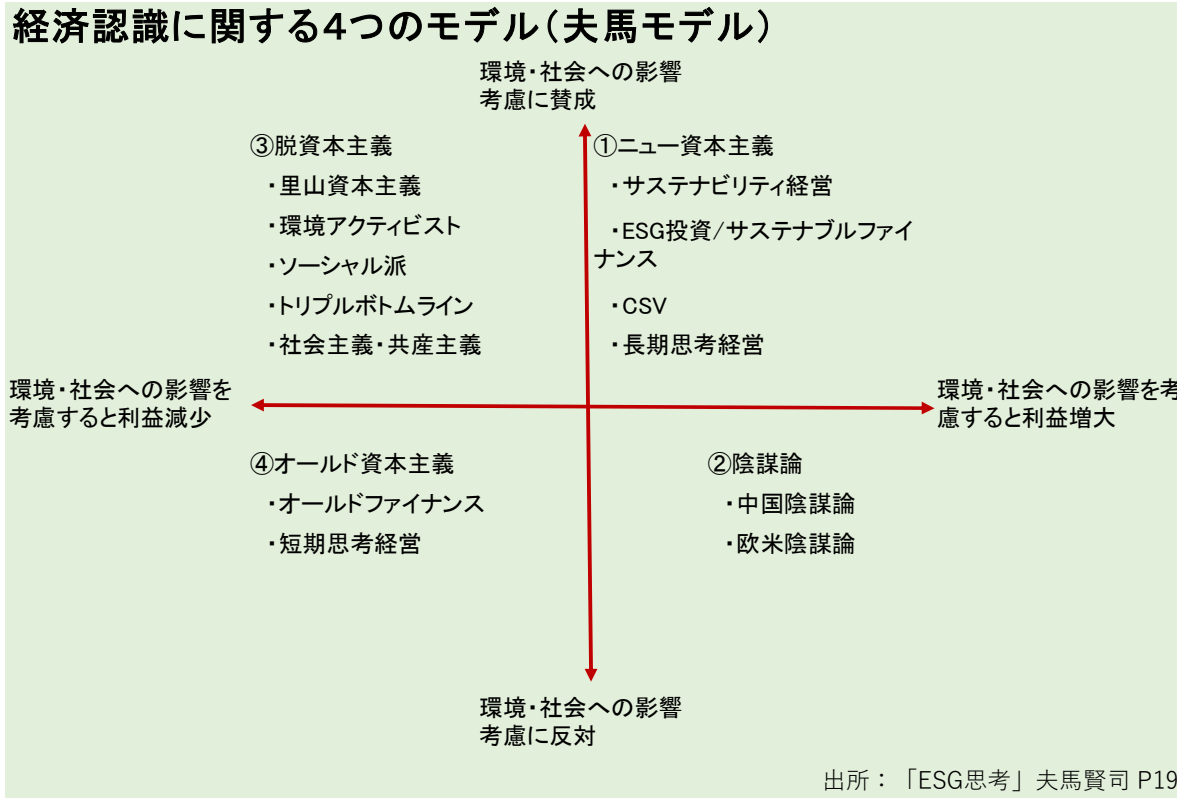 経済認識に関する4つのモデル（夫馬モデル）
環境・社会への影響
考慮に賛成
③脱資本主義
・里山資本主義
・環境アクティビスト
・ソーシャル派
・トリプルボトムライン
・社会主義・共産主義
①ニュー資本主義
・サステナビリティ経営
・ESG投資/サステナブルファイ
ナンス
・CSV
・長期思考経営
環境・社会への影響を
考慮すると利益減少
環境・社会への影響を考
慮すると利益増大
④オールド資本主義
・オールドファイナンス
・短期思考経営
②陰謀論
・中国陰謀論
・欧米陰謀論
環境・社会への影響
考慮に反対
出所：「ESG思考」夫馬賢司 P19